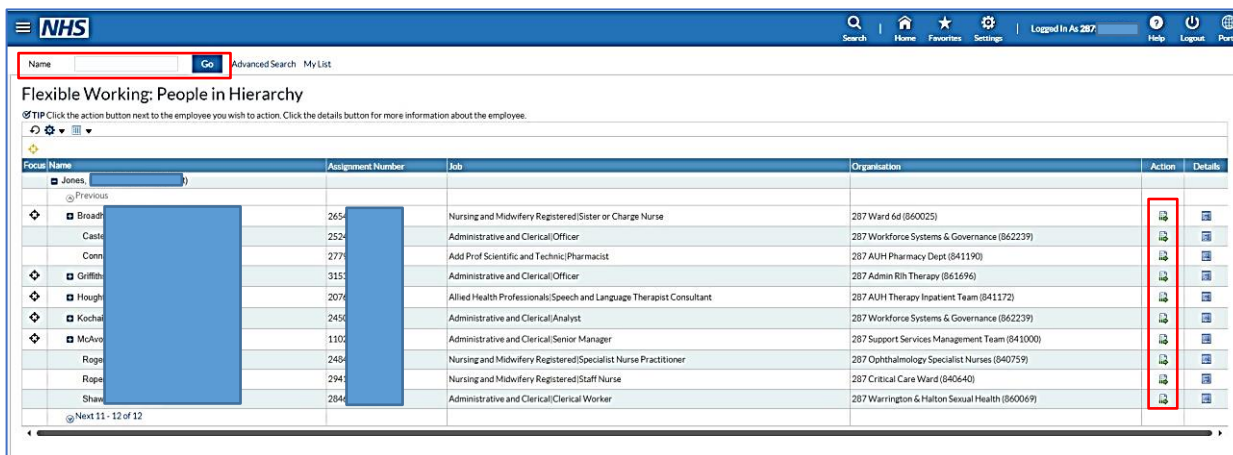 NHS
Search | Home Favorites Settings | Logged In As 287 Help Logout Port
Name Go Advanced Search My List
Flexible Working: People in Hierarchy
TIP Click the action button next to the employee you wish to action. Click the details button for more information about the employee.
Focus Name Assignment Number Job Organisation Action Details
Jones, t)
Previous
Broadh 2654 Nursing and Midwifery Registered|Sister or Charge Nurse 287 Ward 6d (860025)
Caste 2524 Administrative and Clerical|Officer 287 Workforce Systems & Governance (862239)
Conn 2779 Add Prof Scientific and Technic|Pharmacist 287 AUH Pharmacy Dept (841190)
Griffith 3153 Administrative and Clerical|Officer 287 Admin Rlh Therapy (861696)
Hough 2076 Allied Health Professionals|Speech and Language Therapist Consultant 287 AUH Therapy Inpatient Team (841172)
Kochai 2450 Administrative and Clerical|Analyst 287 Workforce Systems & Governance (862239)
McAvo 1102 Administrative and Clerical|Senior Manager 287 Support Services Management Team (841000)
Roge 2484 Nursing and Midwifery Registered|Specialist Nurse Practitioner 287 Ophthalmology Specialist Nurses (840759)
Rope 2941 Nursing and Midwifery Registered|Staff Nurse 287 Critical Care Ward (840640)
Shaw 2846 Administrative and Clerical|Clerical Worker 287 Warrington & Halton Sexual Health (860069)
Next 11 - 12 of 12